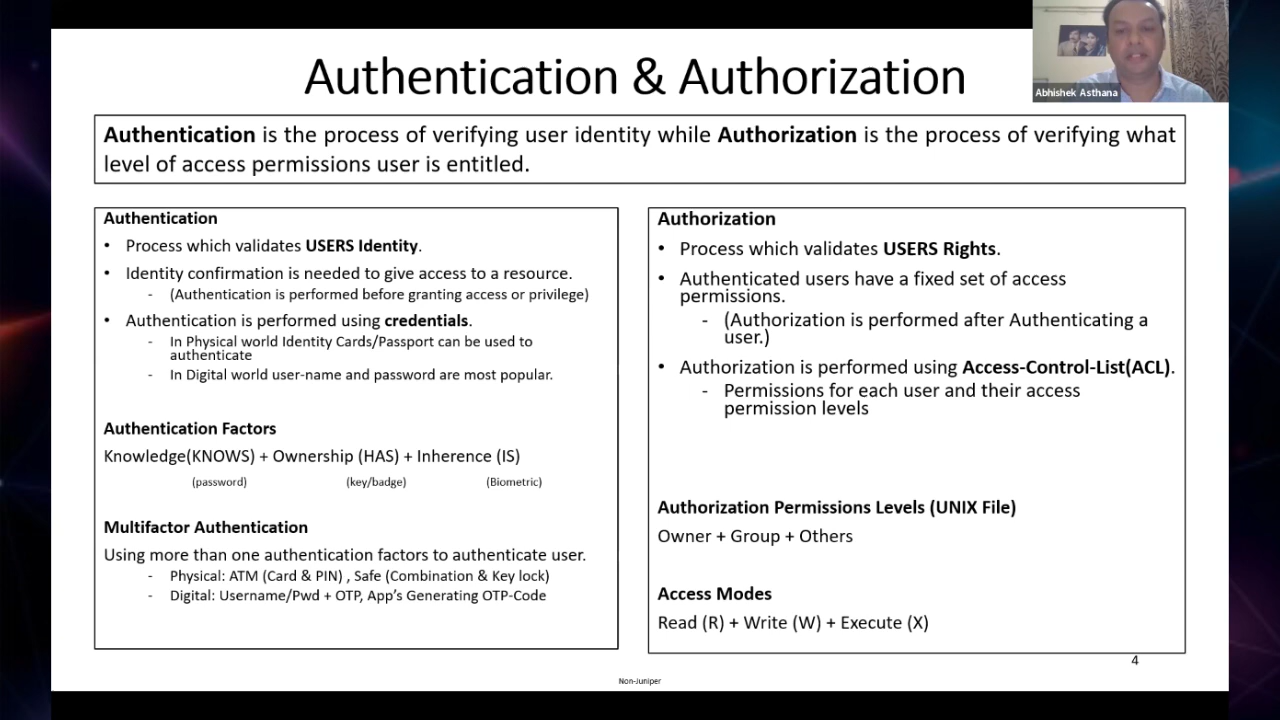 Authentication & Authorization
Abhishek Asthana
Authentication is the process of verifying user identity while Authorization is the process of verifying what
level of access permissions user is entitled.
Authentication
• Process which validates USERS Identity.
• Identity confirmation is needed to give access to a resource.
- (Authentication is performed before granting access or privilege)
• Authentication is performed using credentials.
- In Physical world Identity Cards/Passport can be used to
authenticate
- In Digital world user-name and password are most popular.
Authentication Factors
Knowledge(KNOWS) + Ownership (HAS) + Inherence (IS)
(password) (key/badge) (Biometric)
Multifactor Authentication
Using more than one authentication factors to authenticate user.
- Physical: ATM (Card & PIN) , Safe (Combination & Key lock)
- Digital: Username/Pwd + OTP, App's Generating OTP-Code
Authorization
• Process which validates USERS Rights.
• Authenticated users have a fixed set of access
permissions.
- (Authorization is performed after Authenticating a
user.)
• Authorization is performed using Access-Control-List(ACL).
- Permissions for each user and their access
permission levels
Authorization Permissions Levels (UNIX File)
Owner + Group + Others
Access Modes
Read (R) + Write (W) + Execute (X)
4
Non-Juniper